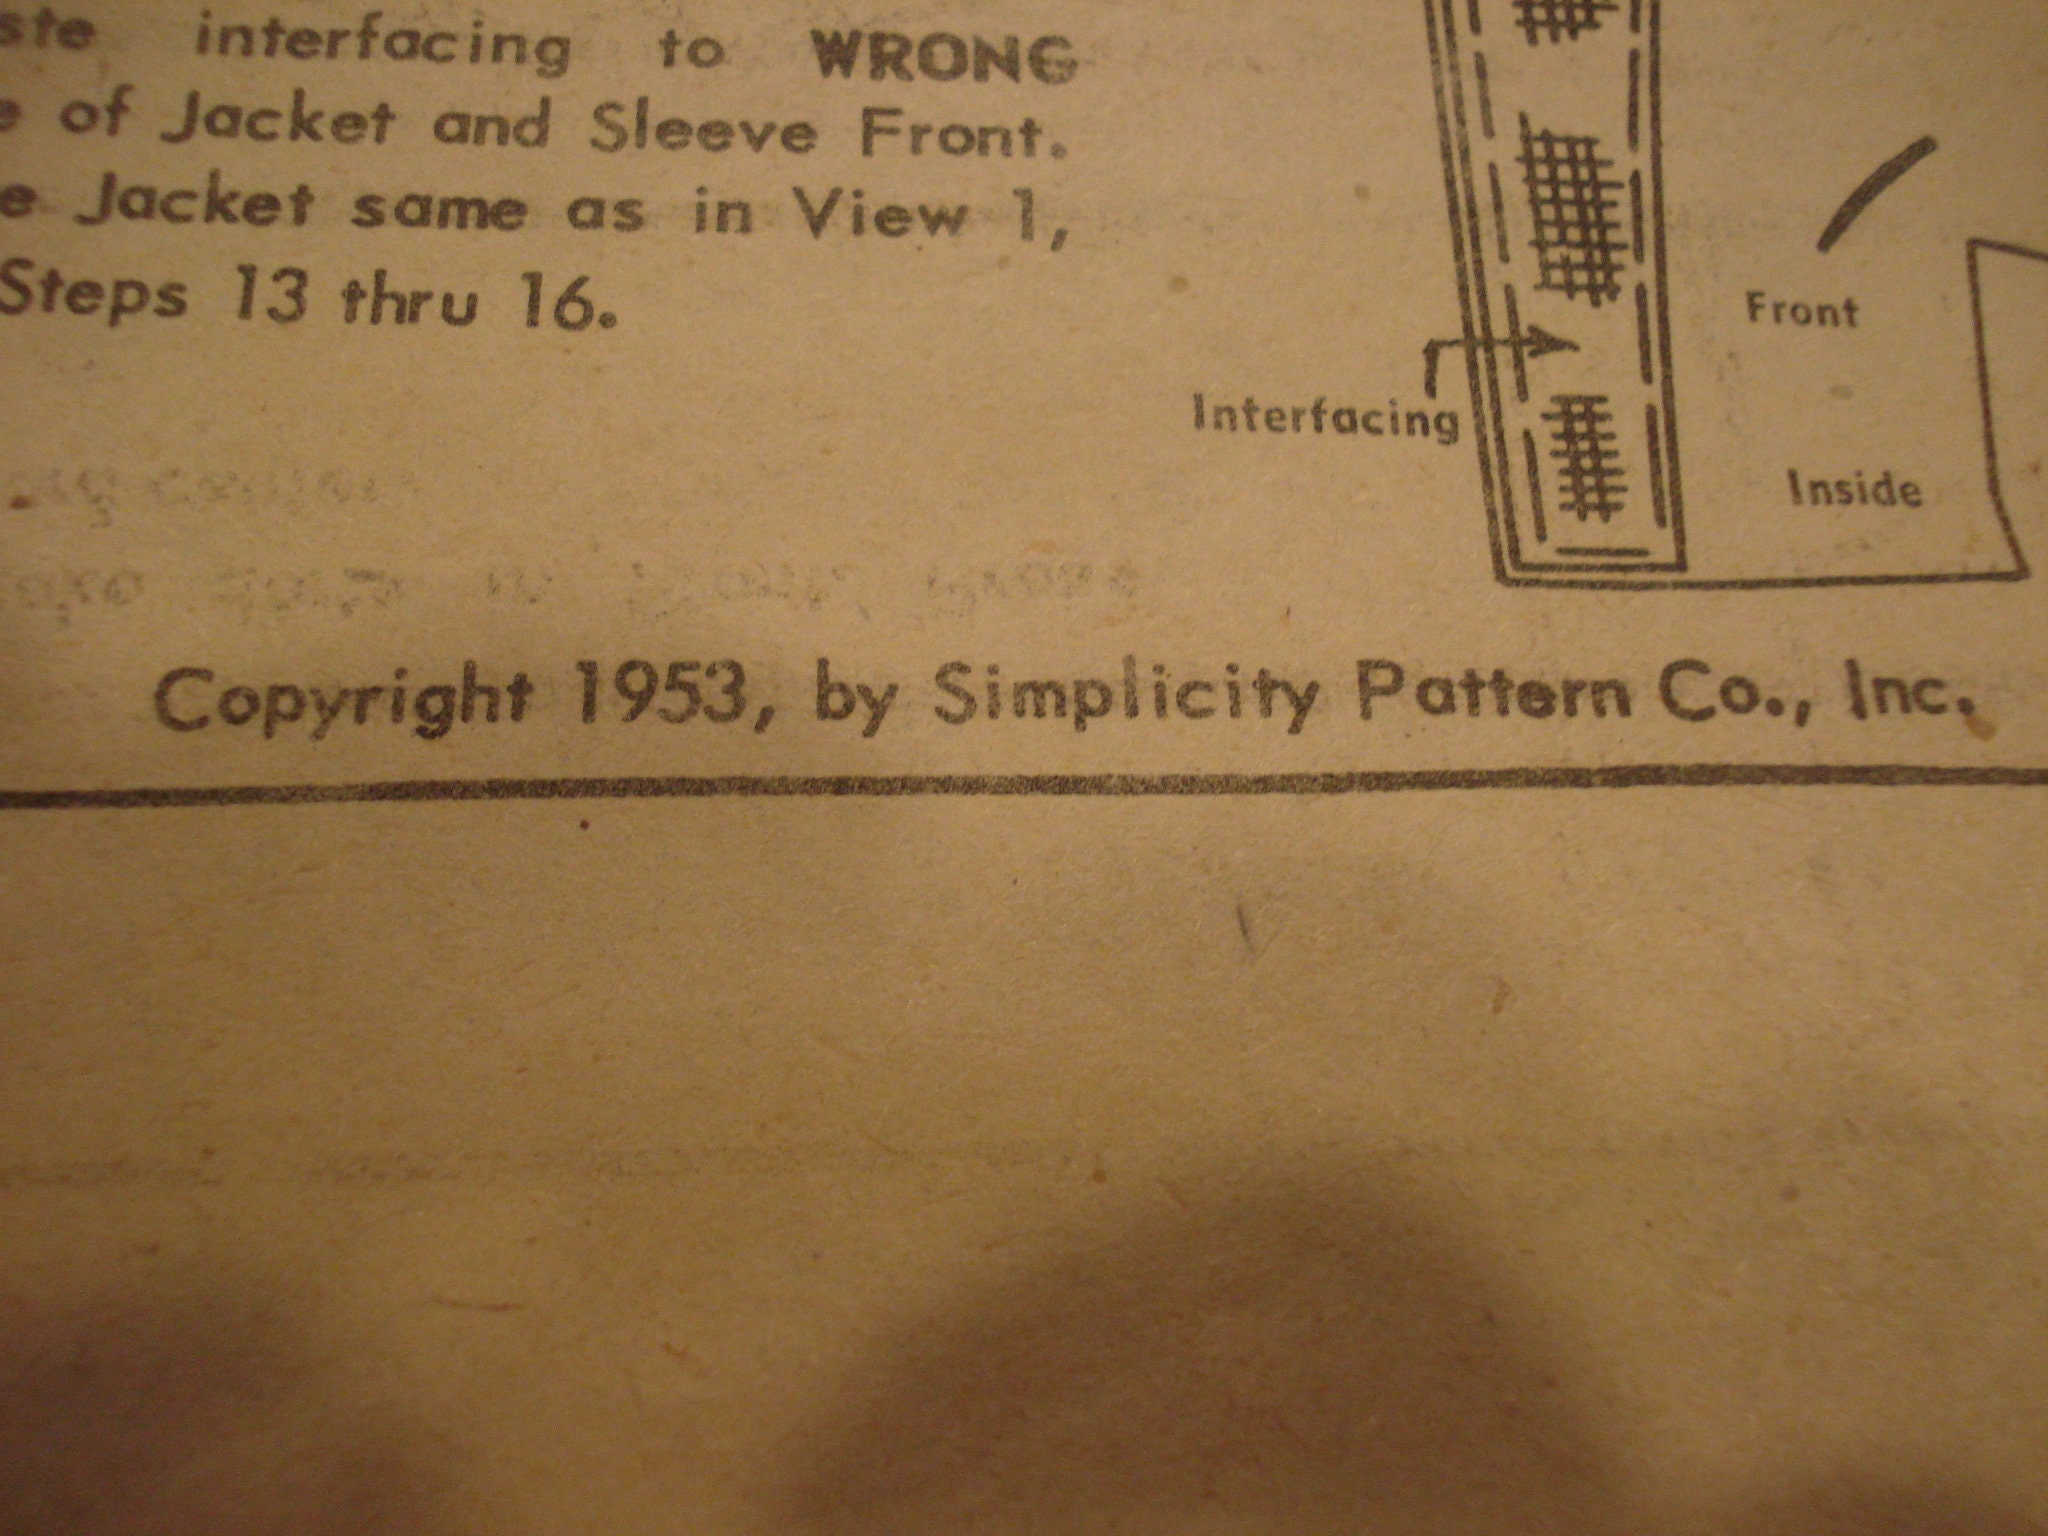 interfacing to WRONG
of Jacket and Sleeve Front.
Jacket same as in View 1,
Steps 13 thru 16.
Front
Interfacing
Inside
Copyright 1953, by Simplicity Pattern Co., Inc.